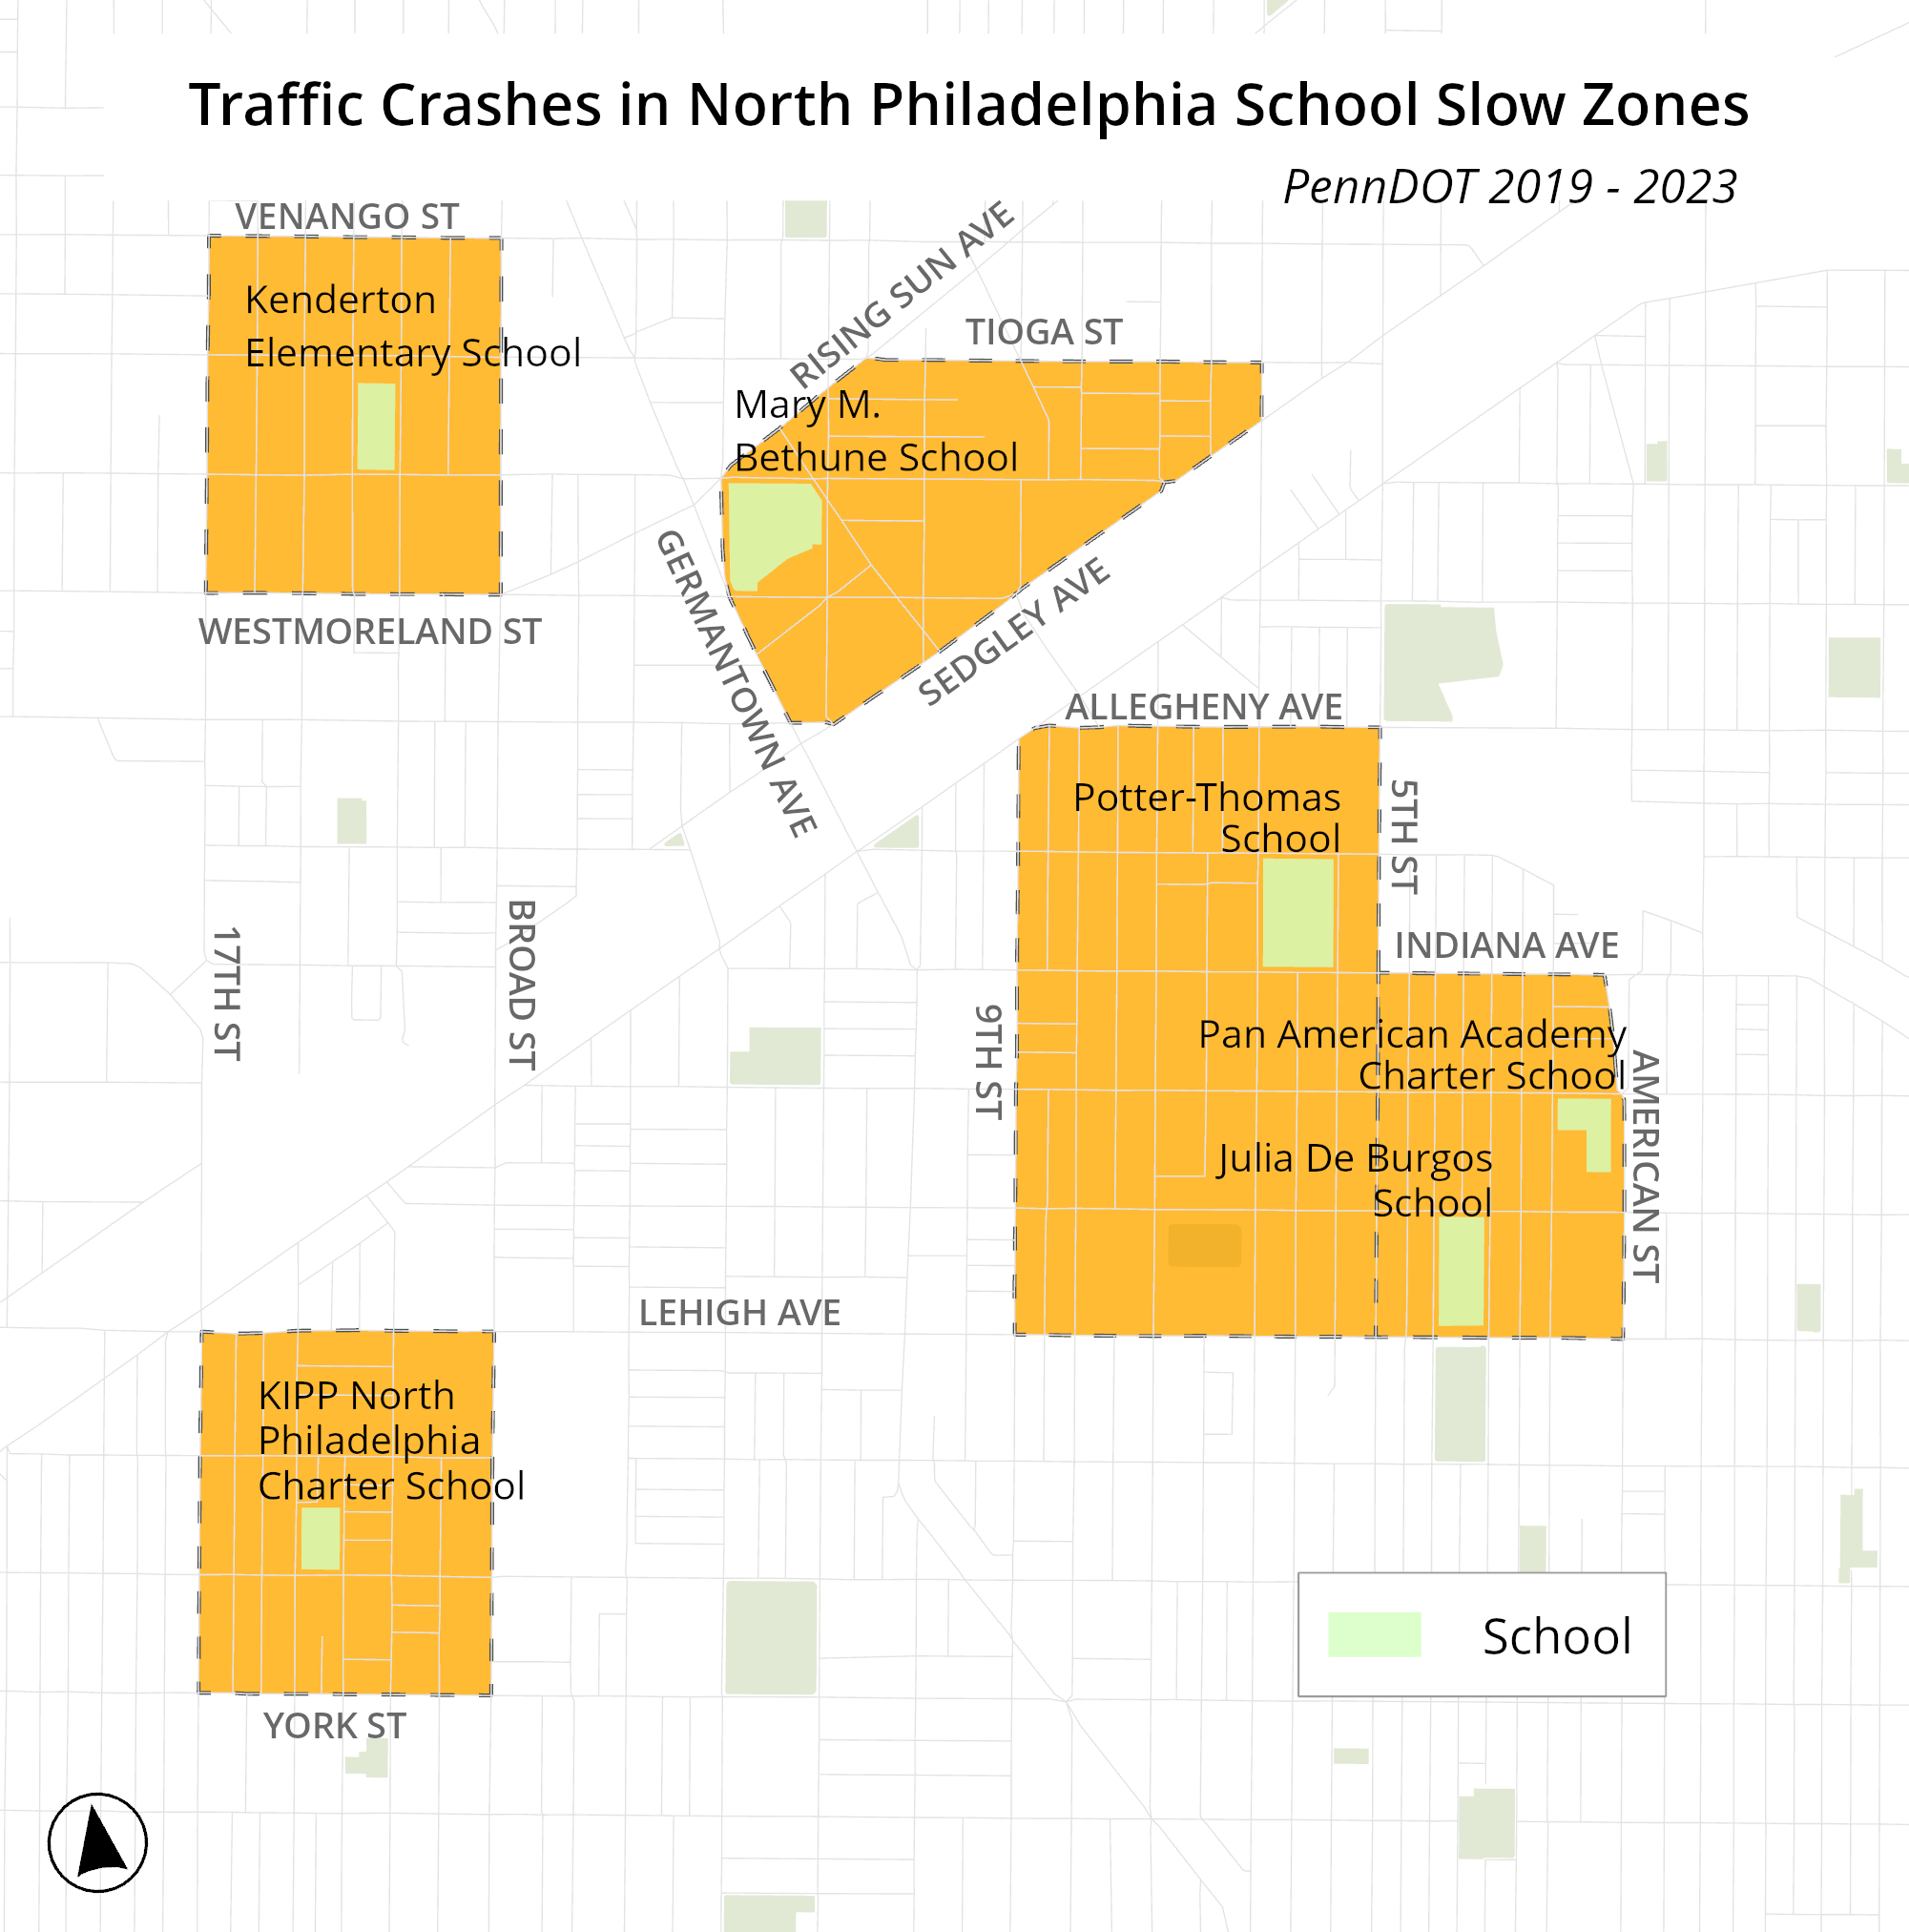 Traffic Crashes in North Philadelphia School Slow Zones
PennDOT 2019 - 2023
VENANGO ST
Kenderton
Elementary School
WESTMORELAND ST
RISING SUN AVE
TIOGA ST
Mary M.
Bethune School
GERMANTOWN AVE
SEDGLEY AVE
ALLEGHENY AVE
Potter-Thomas
School
5TH ST
17TH ST
BROAD ST
INDIANA AVE
9TH ST
Pan American Academy
Charter School
AMERICAN ST
Julia De Burgos
School
LEHIGH AVE
KIPP North
Philadelphia
Charter School
School
YORK ST